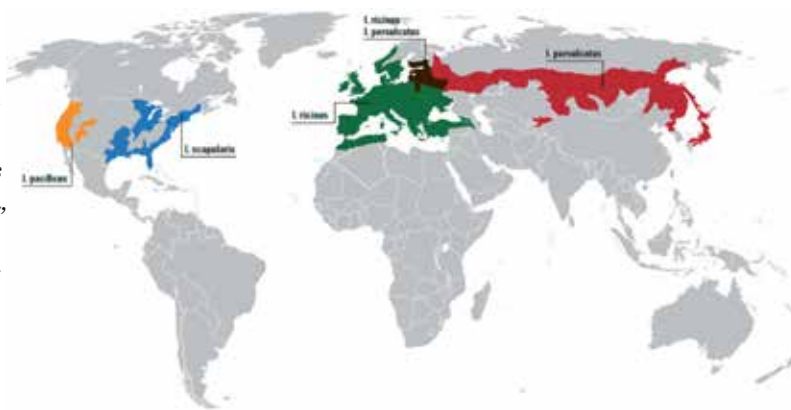 I. ricinus
I. persulcatus
I. persulcatus
I. ricinus
I. scapularis
I. pacificus
,